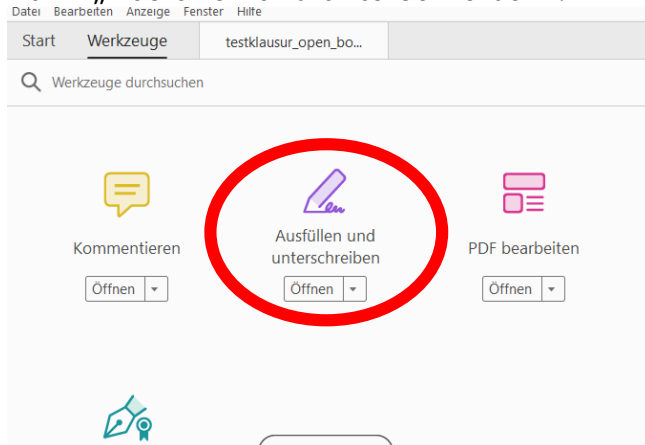 Datei Bearbeiten Anzeige Fenster Hilfe
Start Werkzeuge testklausur_open_bo...
Werkzeuge durchsuchen
Kommentieren
Ausfüllen und
unterschreiben
PDF bearbeiten
Öffnen Öffnen Öffnen